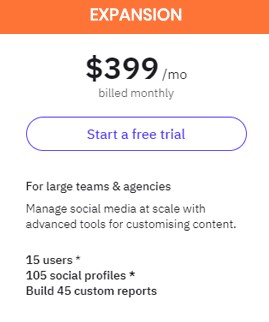 EXPANSION
$399 /mo
billed monthly
Start a free trial
For large teams & agencies
Manage social media at scale with
advanced tools for customising content.
15 users *
105 social profiles *
Build 45 custom reports